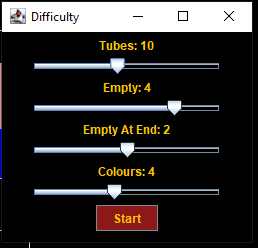 Difficulty
Tubes: 10
Empty: 4
Empty At End: 2
Colours: 4
Start